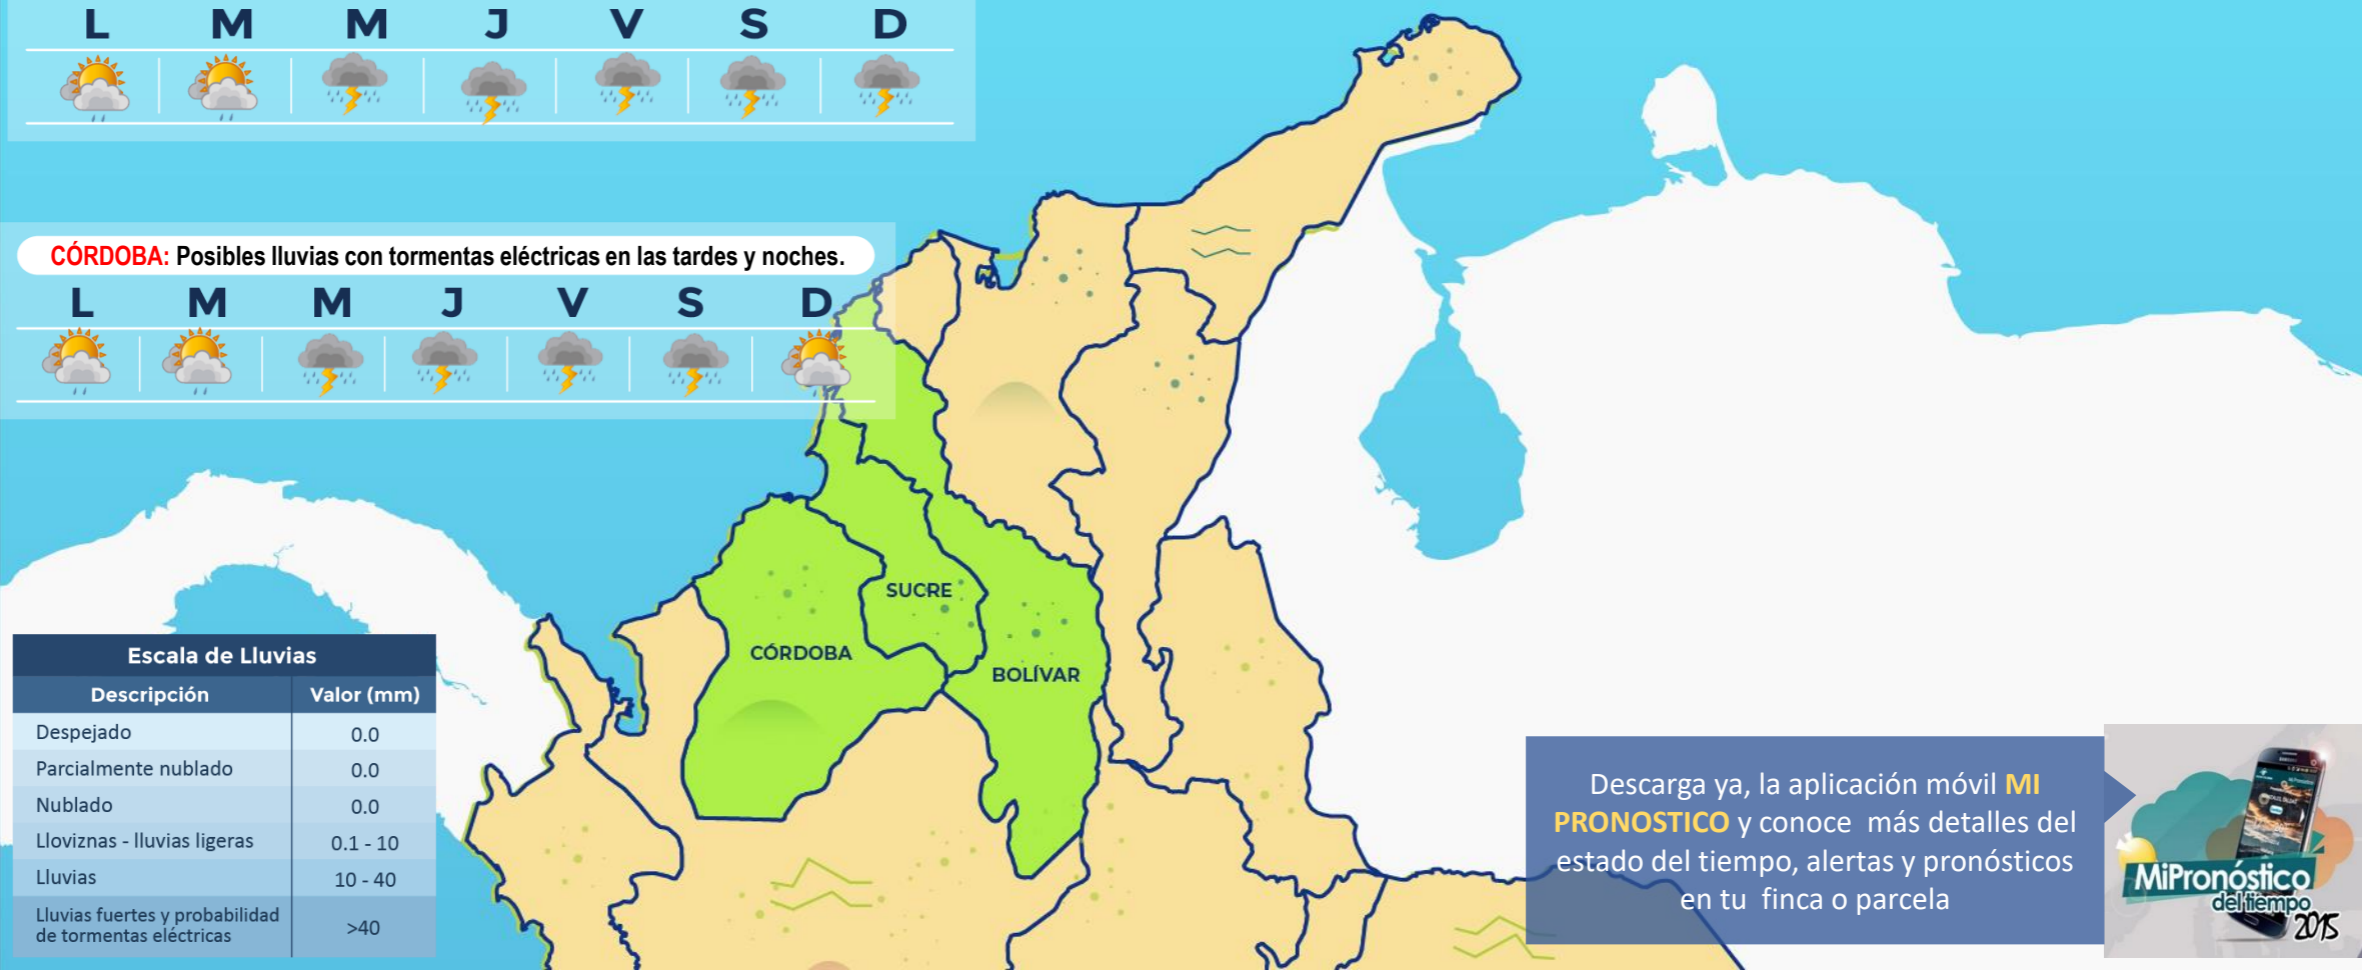 L M M J V S D
CÓRDOBA: Posibles lluvias con tormentas eléctricas en las tardes y noches.
L M M J V S D
SUCRE
CÓRDOBA
BOLÍVAR
Escala de Lluvias
Descripción Valor (mm)
Despejado 0.0
Parcialmente nublado 0.0
Nublado 0.0
Lloviznas - lluvias ligeras 0.1 - 10
Lluvias 10 - 40
Lluvias fuertes y probabilidad
de tormentas eléctricas >40
Descarga ya, la aplicación móvil MI
PRONOSTICO y conoce más detalles del
estado del tiempo, alertas y pronósticos
en tu finca o parcela
MiPronóstico
del tiempo
2015